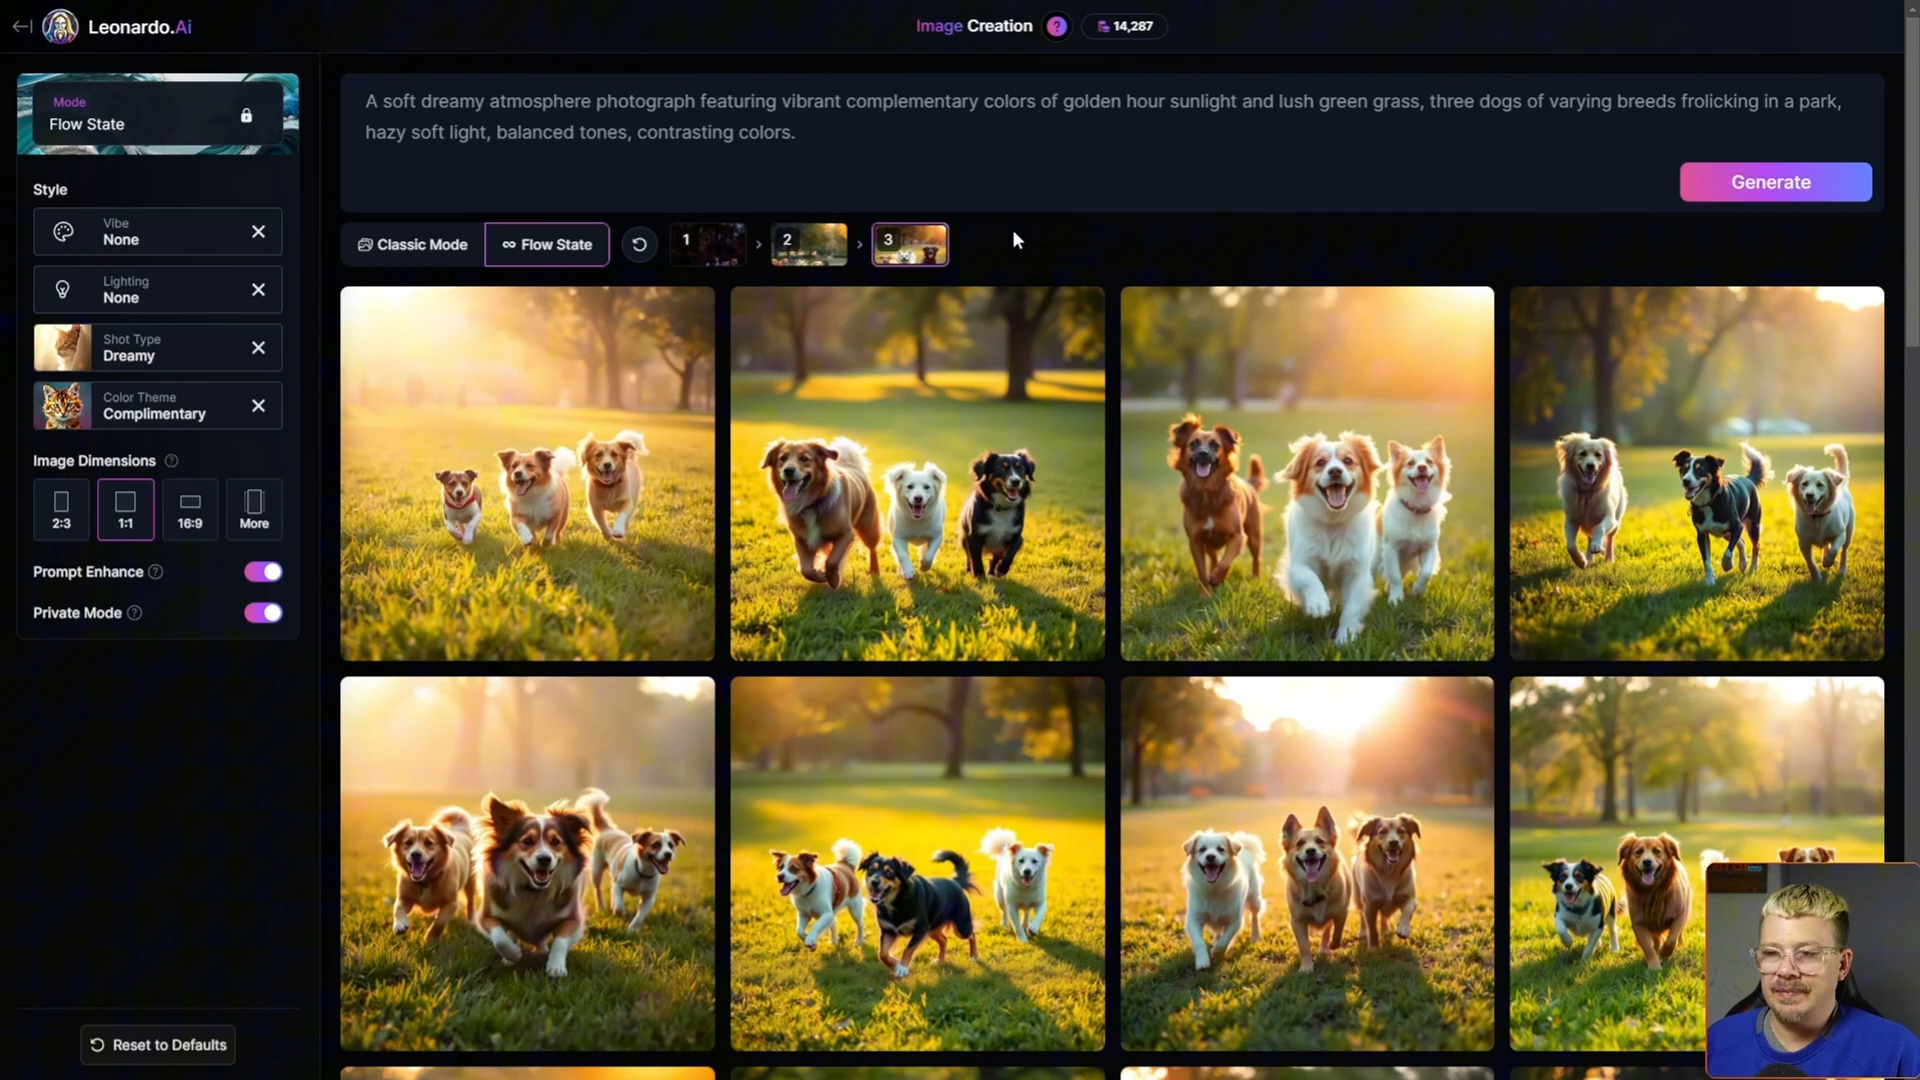 Leonardo.Ai
Image Creation
?
14,287
Mode
Flow State
A soft dreamy atmosphere photograph featuring vibrant complementary colors of golden hour sunlight and lush green grass, three dogs of varying breeds frolicking in a park,
hazy soft light, balanced tones, contrasting colors.
Generate
Classic Mode
Flow State
1
2
3
Style
Vibe
None
Lighting
None
Shot Type
Dreamy
Color Theme
Complimentary
Image Dimensions ?
2:3
1:1
16:9
More
Prompt Enhance ?
Private Mode ?
Reset to Defaults